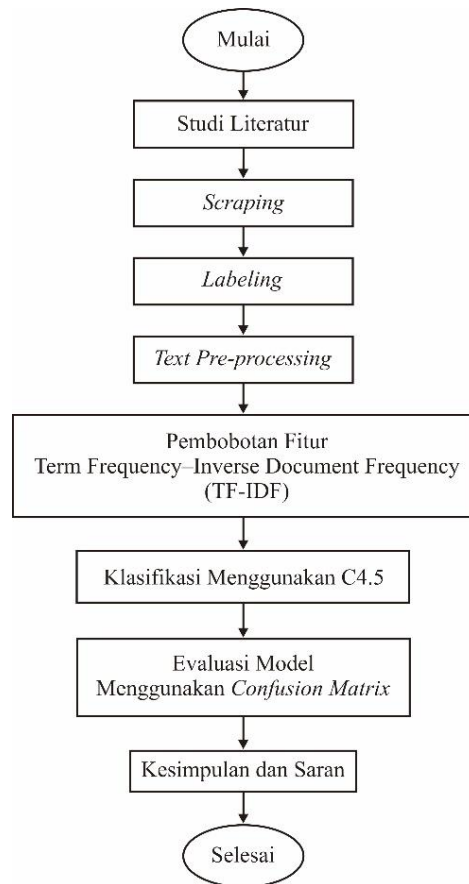 Mulai
Studi Literatur
Scraping
Labeling
Text Pre-processing
Pembobotan Fitur
Term Frequency–Inverse Document Frequency
(TF-IDF)
Klasifikasi Menggunakan C4.5
Evaluasi Model
Menggunakan Confusion Matrix
Kesimpulan dan Saran
Selesai